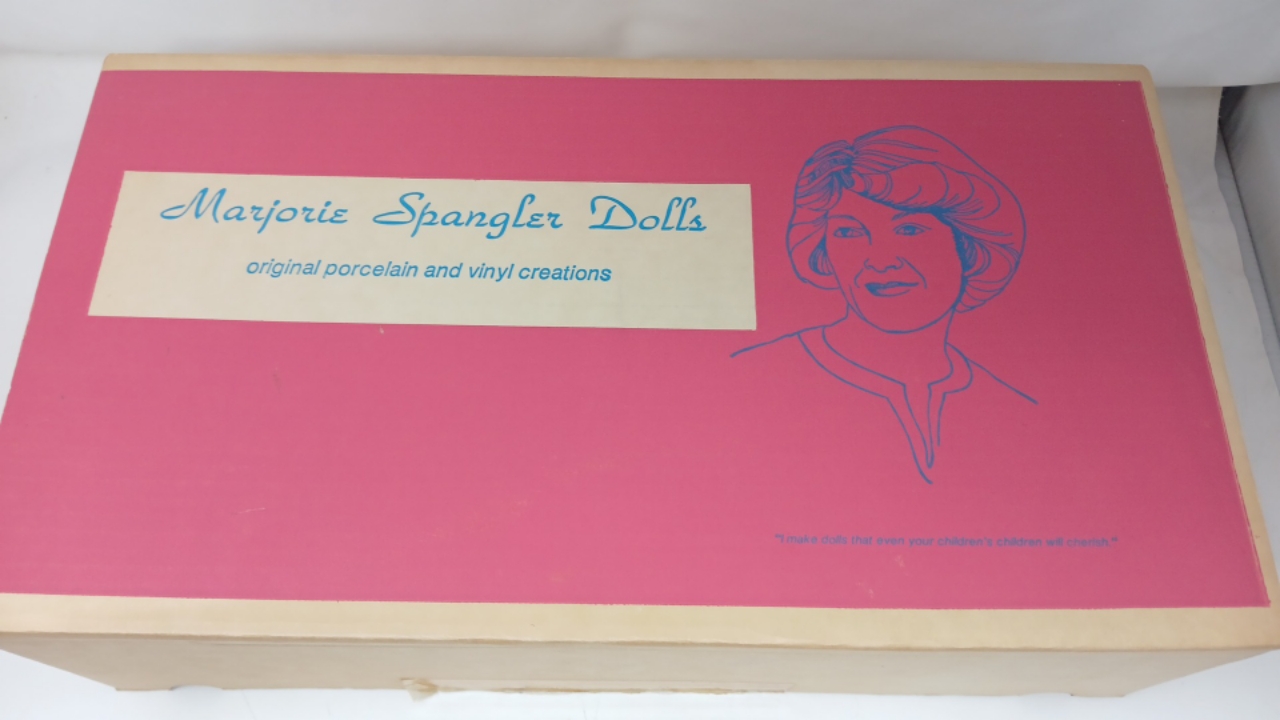 Marjorie Spangler Dolls
original porcelain and vinyl creations
"I make dolls that even your children's children will cherish."